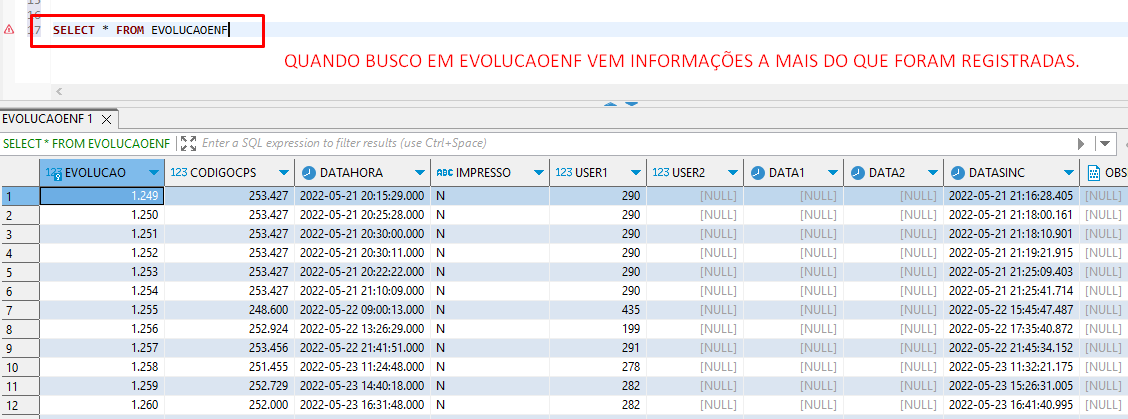 17 SELECT * FROM EVOLUCAOENF
QUANDO BUSCO EM EVOLUCAOENF VEM INFORMAÇÕES A MAIS DO QUE FORAM REGISTRADAS.
EVOLUCAOENF 1
SELECT * FROM EVOLUCAOENF Enter a SQL expression to filter results (use Ctrl+Space)
123 EVOLUCAO 123 CODIGOCPS DATAHORA ABC IMPRESSO 123 USER1 123 USER2 DATA1 DATA2 DATASINC OBS
1 1.249 253.427 2022-05-21 20:15:29.000 N 290 [NULL] [NULL] [NULL] 2022-05-21 21:16:28.405 [NULL]
2 1.250 253.427 2022-05-21 20:25:28.000 N 290 [NULL] [NULL] [NULL] 2022-05-21 21:18:00.161 [NULL]
3 1.251 253.427 2022-05-21 20:30:00.000 N 290 [NULL] [NULL] [NULL] 2022-05-21 21:18:10.901 [NULL]
4 1.252 253.427 2022-05-21 20:30:11.000 N 290 [NULL] [NULL] [NULL] 2022-05-21 21:19:21.915 [NULL]
5 1.253 253.427 2022-05-21 20:22:22.000 N 290 [NULL] [NULL] [NULL] 2022-05-21 21:25:09.403 [NULL]
6 1.254 253.427 2022-05-21 21:10:09.000 N 290 [NULL] [NULL] [NULL] 2022-05-21 21:25:41.714 [NULL]
7 1.255 248.600 2022-05-22 09:00:13.000 N 435 [NULL] [NULL] [NULL] 2022-05-22 15:45:47.487 [NULL]
8 1.256 252.924 2022-05-22 13:26:29.000 N 199 [NULL] [NULL] [NULL] 2022-05-22 17:35:40.872 [NULL]
9 1.257 253.456 2022-05-22 21:41:51.000 N 291 [NULL] [NULL] [NULL] 2022-05-22 21:45:34.152 [NULL]
10 1.258 251.455 2022-05-23 11:24:48.000 N 278 [NULL] [NULL] [NULL] 2022-05-23 11:32:21.175 [NULL]
11 1.259 252.729 2022-05-23 14:40:18.000 N 282 [NULL] [NULL] [NULL] 2022-05-23 15:26:31.005 [NULL]
12 1.260 252.000 2022-05-23 16:31:48.000 N 282 [NULL] [NULL] [NULL] 2022-05-23 16:41:40.995 [NULL]